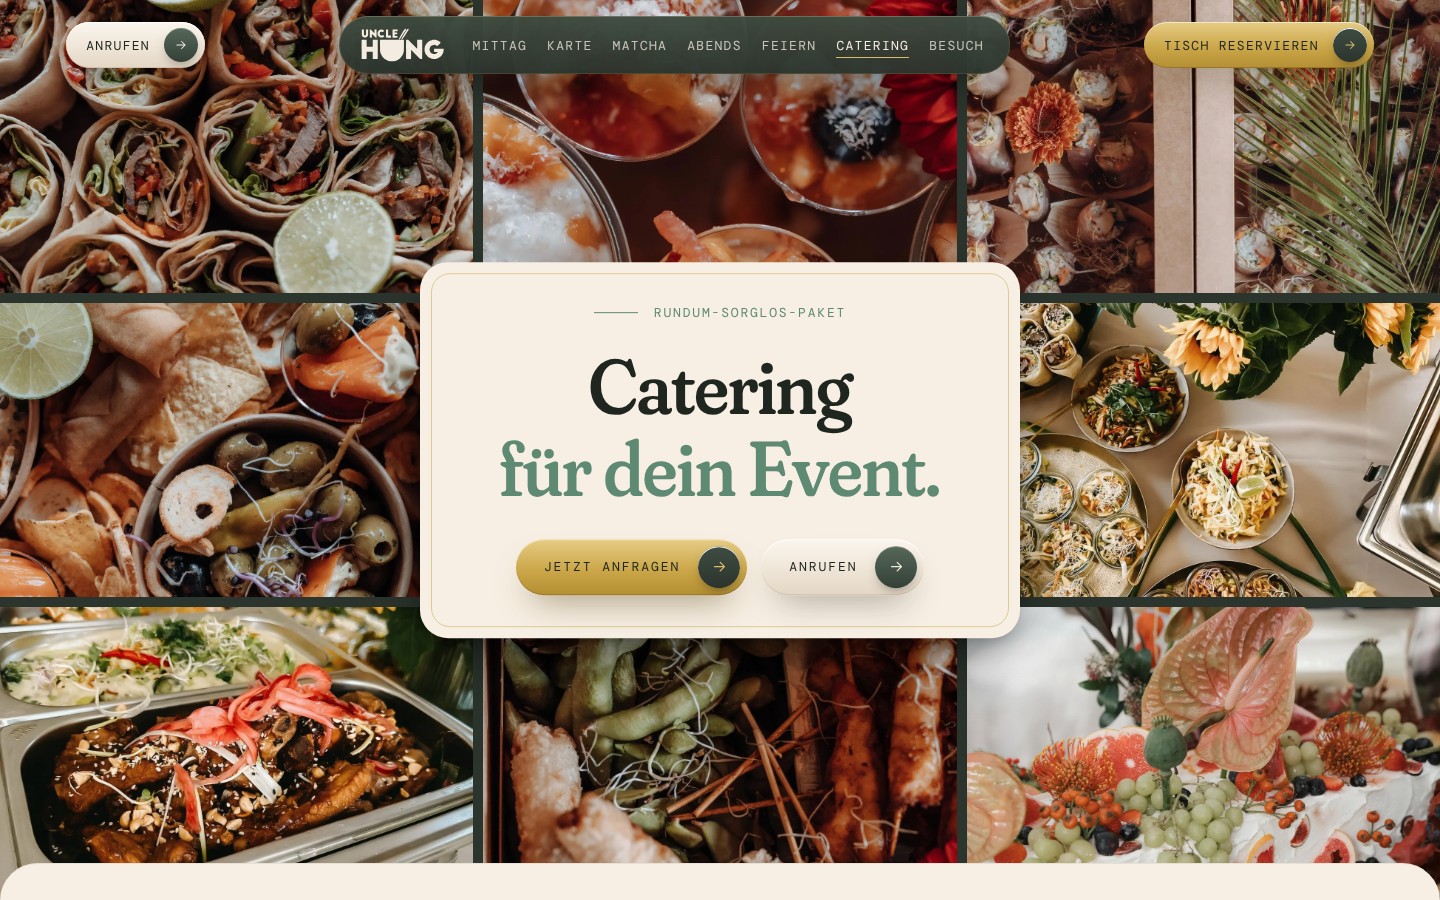 ANRUFEN
UNCLE
HUNG
MITTAG KARTE MATCHA ABENDS FEIERN CATERING BESUCH
TISCH RESERVIEREN
RUNDUM-SORGLOS-PAKET
Catering
für dein Event.
JETZT ANFRAGEN
ANRUFEN